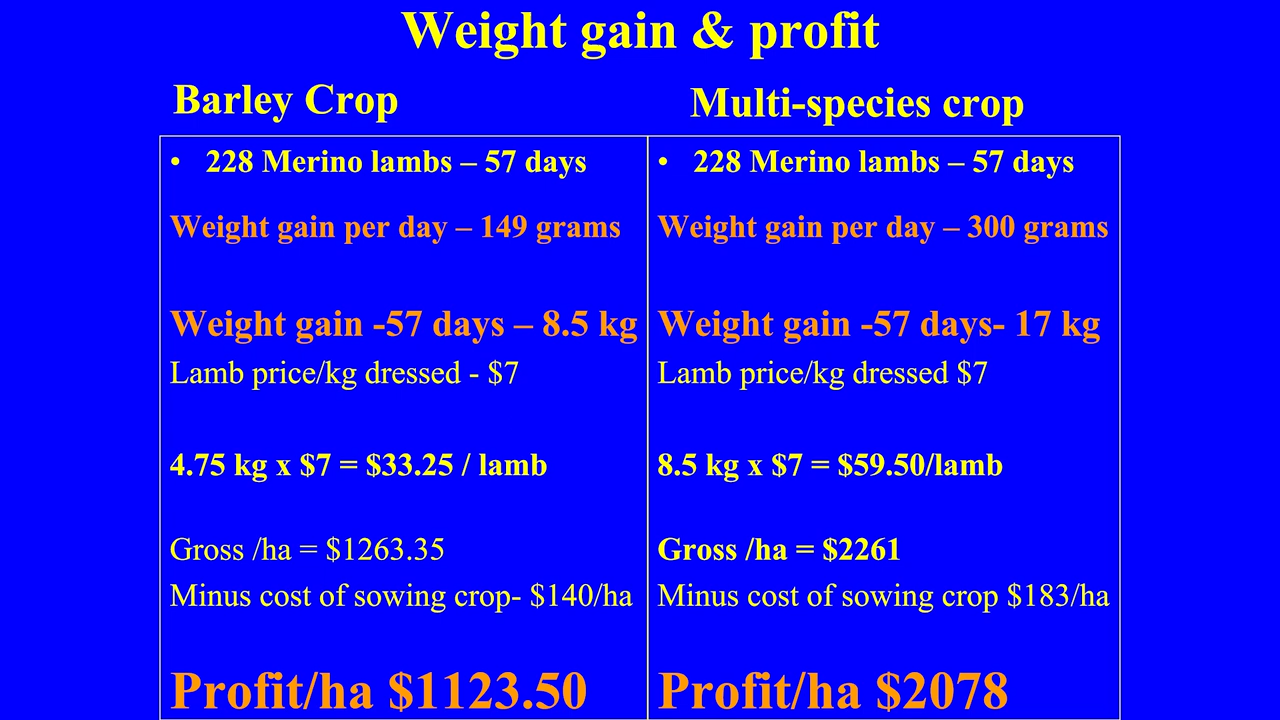 Weight gain & profit
Barley Crop
• 228 Merino lambs – 57 days
Weight gain per day – 149 grams
Weight gain -57 days – 8.5 kg
Lamb price/kg dressed - $7
4.75 kg x $7 = $33.25 / lamb
Gross /ha = $1263.35
Minus cost of sowing crop- $140/ha
Profit/ha $1123.50
Multi-species crop
• 228 Merino lambs – 57 days
Weight gain per day – 300 grams
Weight gain -57 days- 17 kg
Lamb price/kg dressed $7
8.5 kg x $7 = $59.50/lamb
Gross /ha = $2261
Minus cost of sowing crop $183/ha
Profit/ha $2078